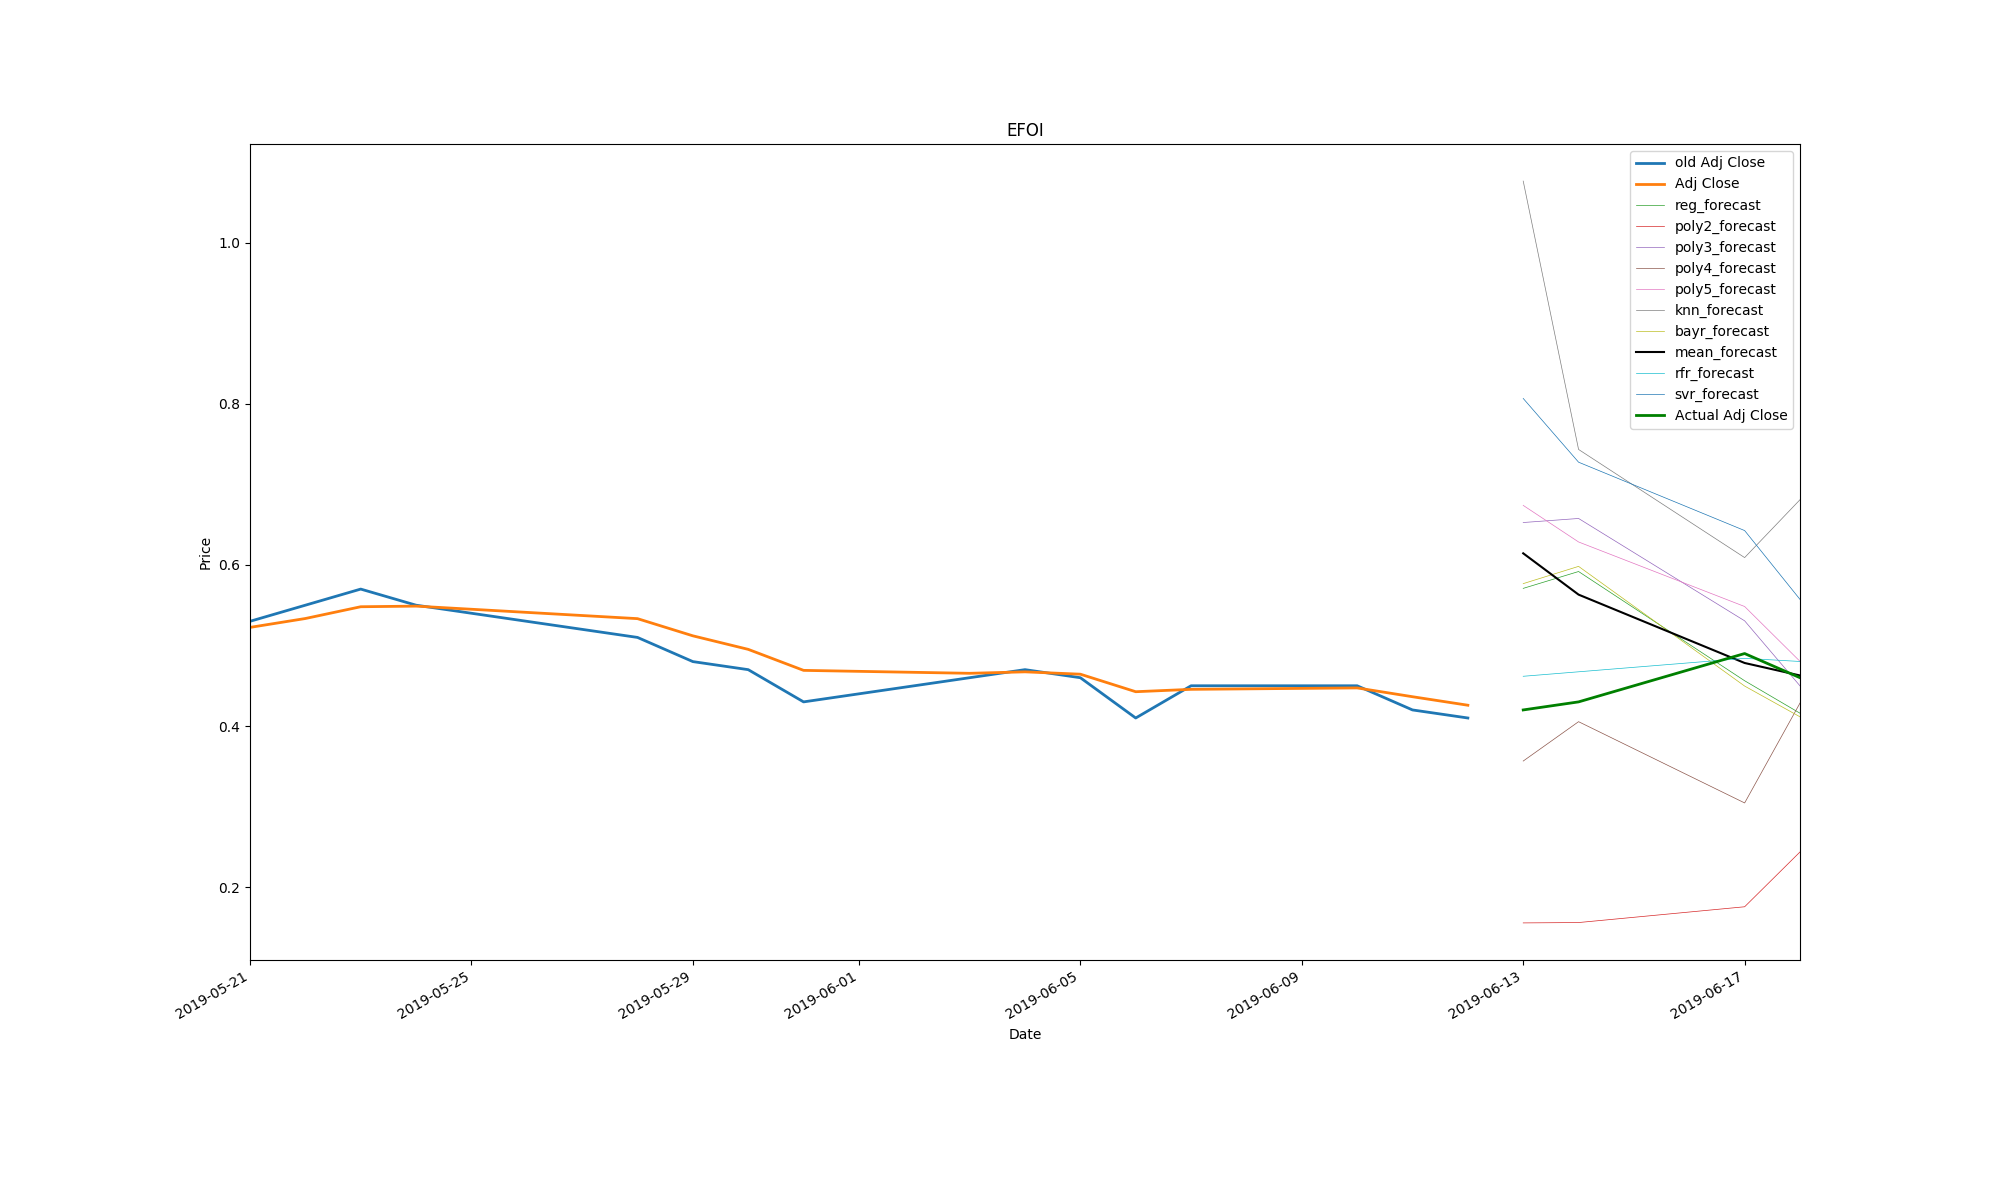 EFOI
old Adj Close
Adj Close
reg_forecast
poly2_forecast
poly3_forecast
poly4_forecast
poly5_forecast
knn_forecast
bayr_forecast
mean_forecast
rfr_forecast
svr_forecast
Actual Adj Close
1.0
0.8
0.6
0.4
0.2
Price
2019-05-21
2019-05-25
2019-05-29
2019-06-01
2019-06-05
2019-06-09
2019-06-13
2019-06-17
Date